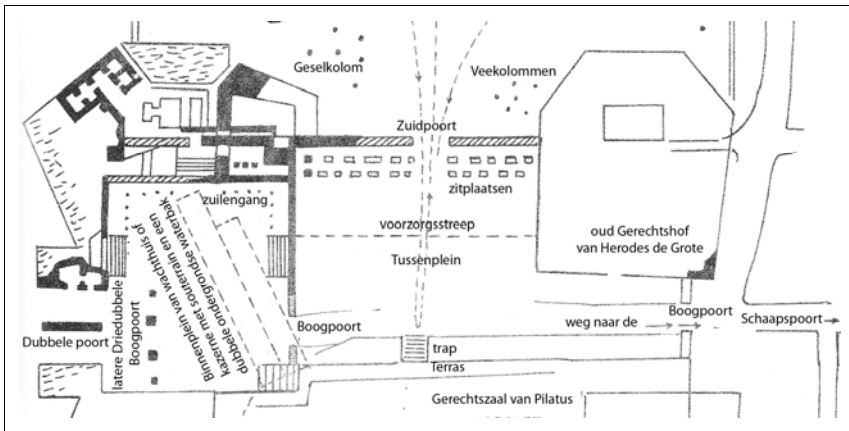 Geselkolom
Veekolommen
Zuidpoort
zitplaatsen
zuilengang
voorzorgsstreep
oud Gerechtshof
van Herodes de Grote
Tussenplein
Binnenplein van wachthuis of
kazerne met souterrain en een
dubbele ondergrondse waterbak
latere Driedubbele
Boogpoort
Dubbele poort
Boogpoort
weg naar de
Boogpoort
Schaapspoort
trap
Terras
Gerechtszaal van Pilatus